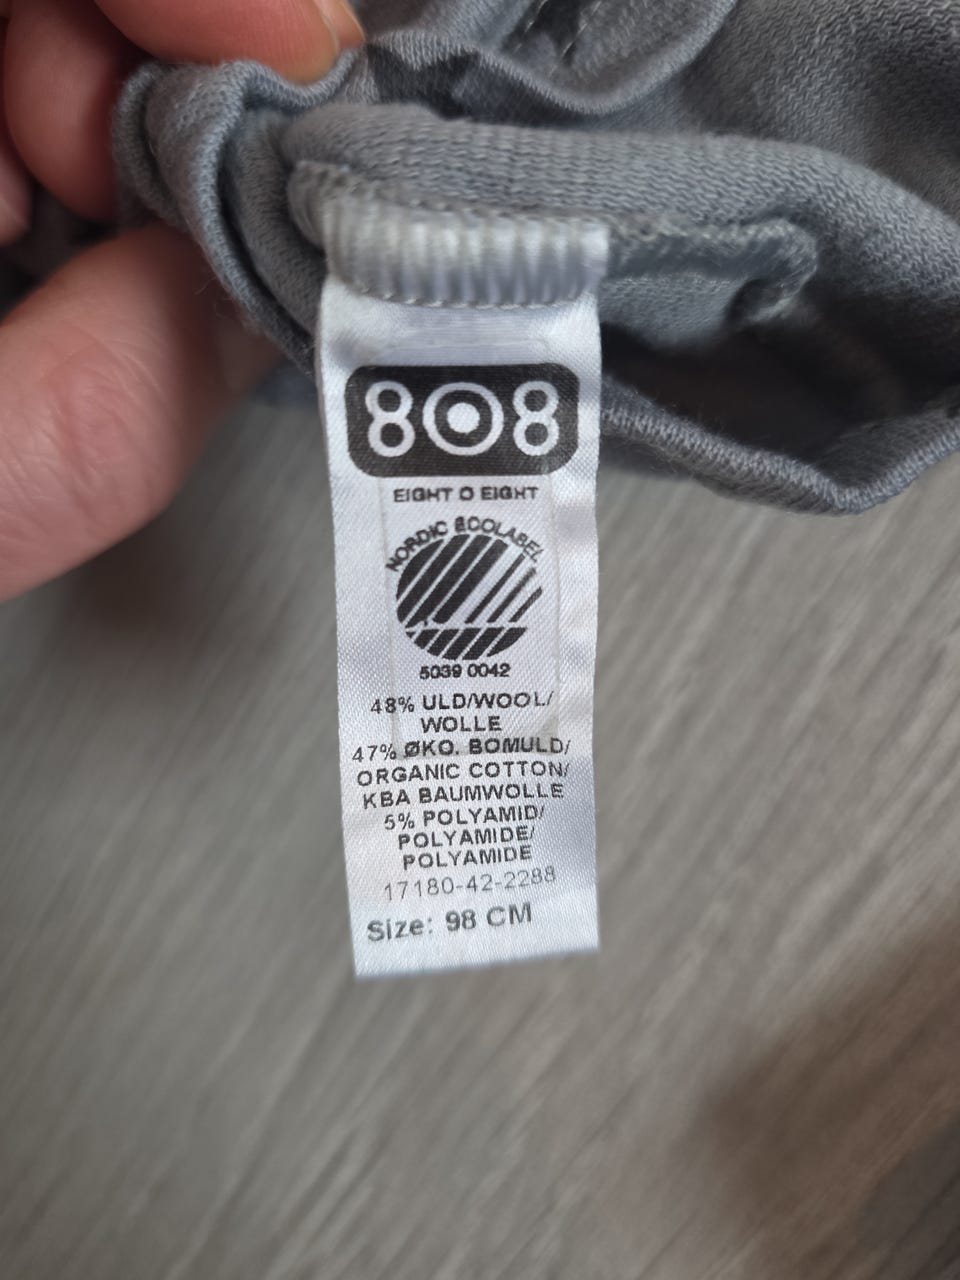 808
EIGHT O EIGHT
NORDIC ECOLABEL
5039 0042
48% ULD/WOOL/
WOLLE
47% ØKO. BOMULD/
ORGANIC COTTON/
KBA BAUMWOLLE
5% POLYAMID/
POLYAMIDE/
POLYAMIDE
17180-42-2288
Size: 98 CM